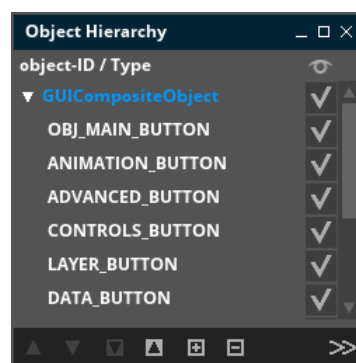 Object Hierarchy
object-ID / Type
GUICompositeObject
OBJ_MAIN_BUTTON
ANIMATION_BUTTON
ADVANCED_BUTTON
CONTROLS_BUTTON
LAYER_BUTTON
DATA_BUTTON